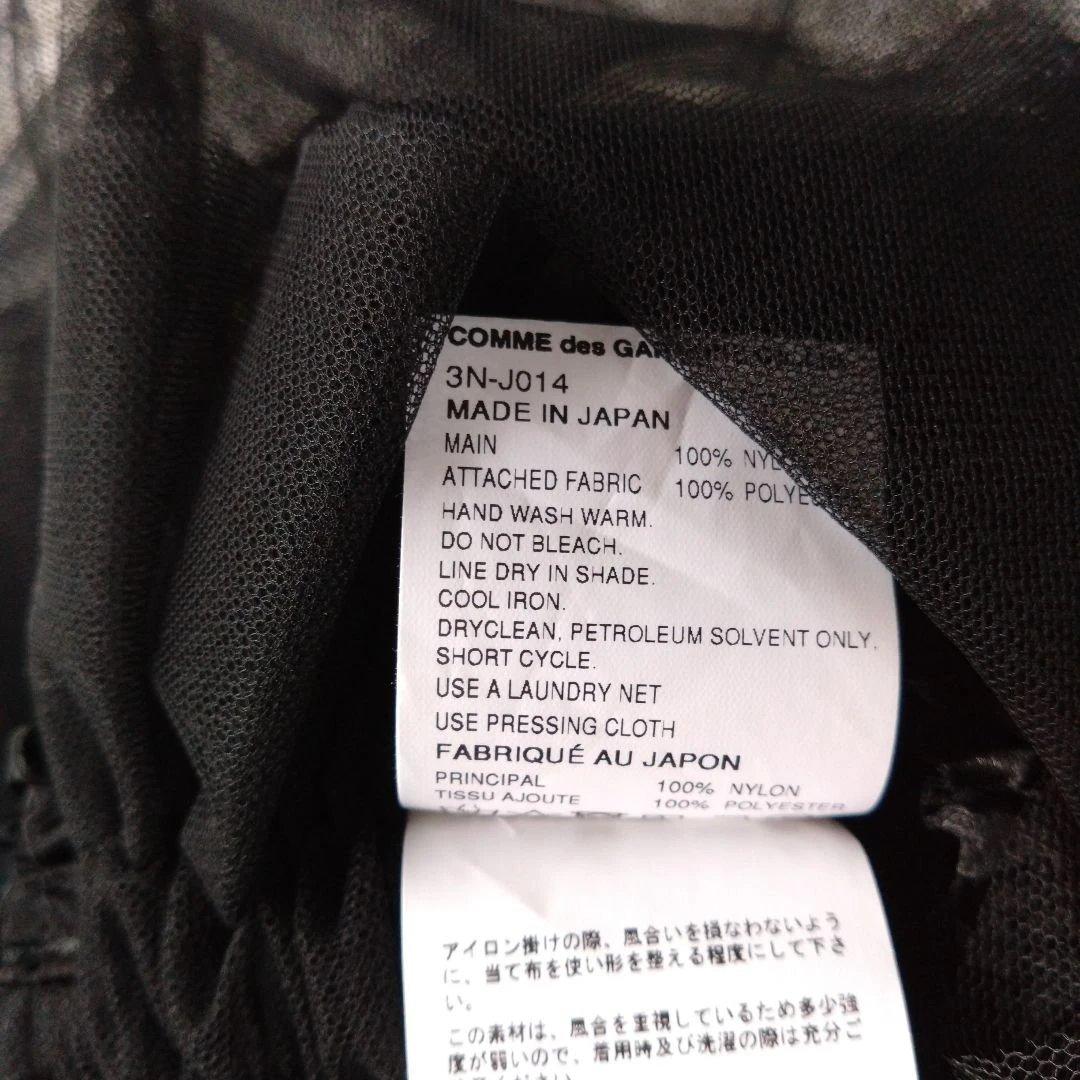 COMME des
3N-J014
MADE IN JAPAN
MAIN 100%
ATTACHED FABRIC 100%
HAND WASH WARM.
DO NOT BLEACH.
LINE DRY IN SHADE.
COOL IRON.
DRYCLEAN, PETROLEUM SOLVENT ONLY,
SHORT CYCLE.
USE A LAUNDRY NET
USE PRESSING CLOTH
FABRIQUÉ AU JAPON
PRINCIPAL 100% NYLON
TISSU AJOUTE 100% POLYESTER
アイロン掛けの際、風合いを損なわないよう
に、当て布を使い形を整える程度にして下さ
い。
この素材は、風合を重視しているため多少強
度が弱いので、着用時及び洗濯の際は充分ご